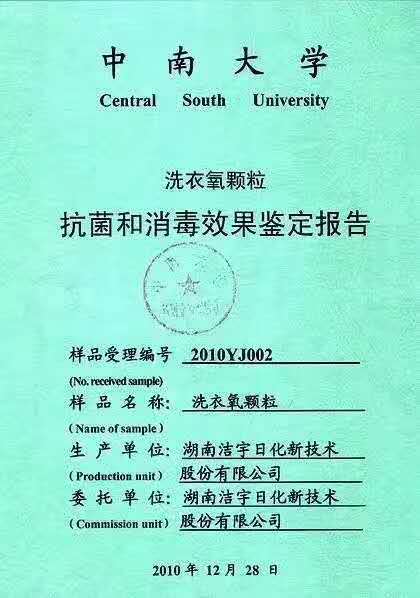 中南大学
Central South University
洗衣氧颗粒
抗菌和消毒效果鉴定报告
样品受理编号 2010YJ002
(No. received sample)
样品名称: 洗衣氧颗粒
(Name of sample)
生产单位: 湖南洁宇日化新技术
(Production unit) 股份有限公司
委托单位: 湖南洁宇日化新技术
(Commission unit) 股份有限公司
2010 年 12 月 28 日